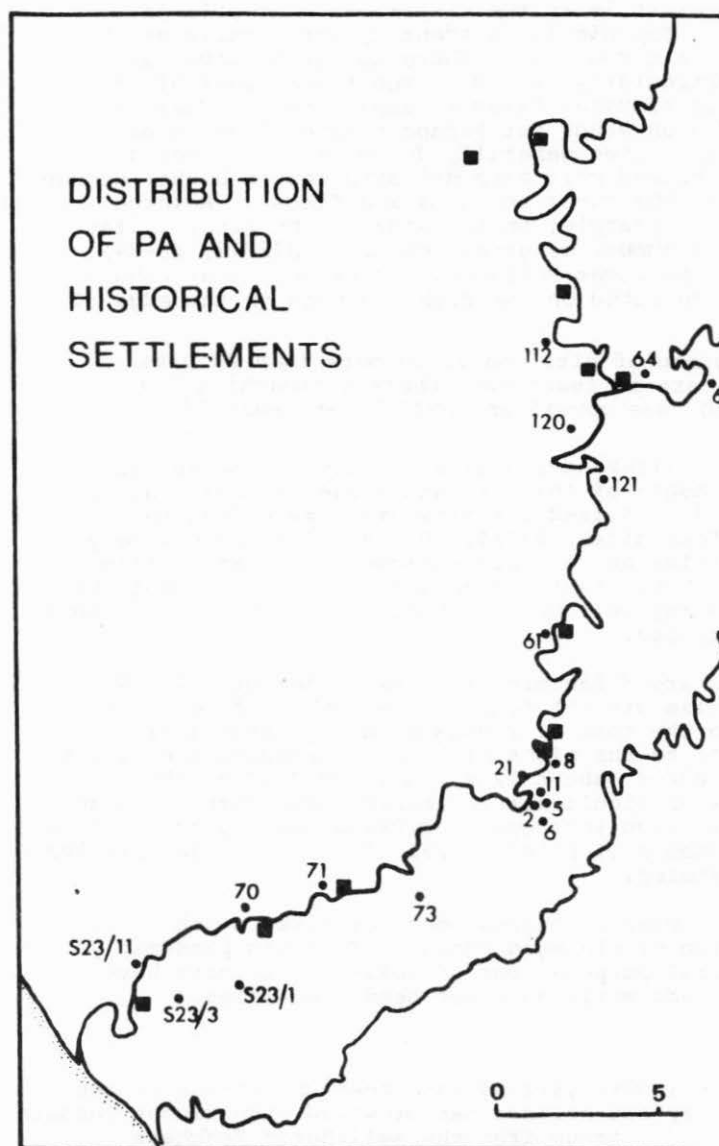 DISTRIBUTION
OF PA AND
HISTORICAL
SETTLEMENTS
112
64
6
120
121
61
21
8
11
2
5
6
71
70
73
S23/11
S23/1
S23/3
0 5